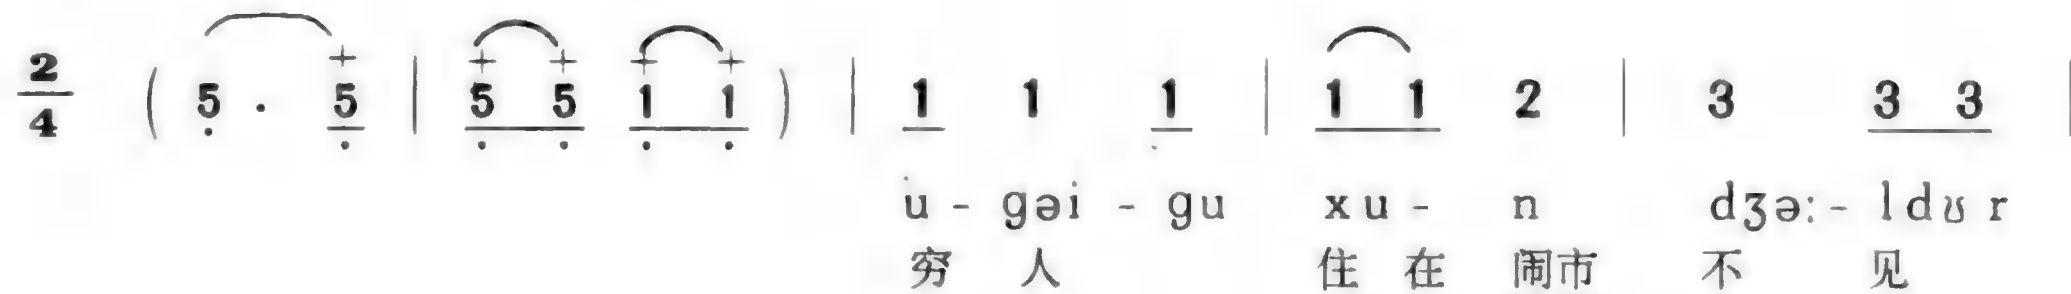 2/4 ( 5 · 5 | 5 5 1 1 ) | 1 1 1 | 1 1 2 | 3 3 3 |
u - gəi - gu xu - n dʒə: - ldʊr
穷 人 住 在 闹市 不 见